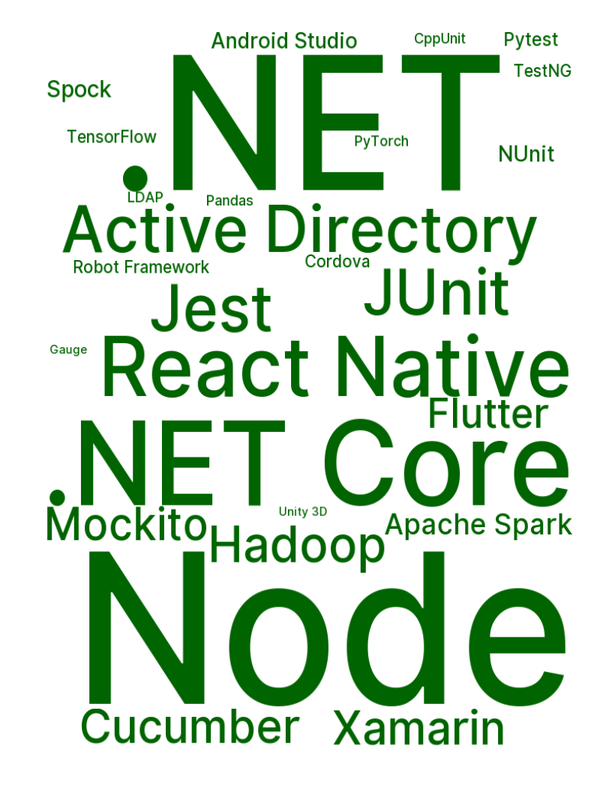 Android Studio
CppUnit
Pytest
.NET
TestNG
Spock
TensorFlow
PyTorch
NUnit
LDAP
Pandas
Active Directory
Robot Framework
Cordova
Jest
JUnit
Gauge
React Native
Flutter
.NET Core
Mockito
Unity 3D
Apache Spark
Hadoop
Node
Cucumber
Xamarin